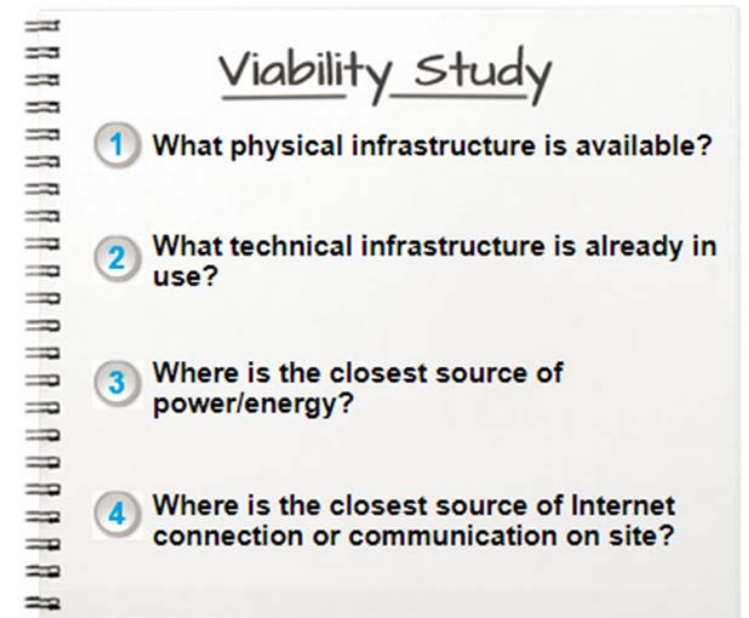 Viability Study
1 What physical infrastructure is available?
2 What technical infrastructure is already in
use?
3 Where is the closest source of
power/energy?
4 Where is the closest source of Internet
connection or communication on site?